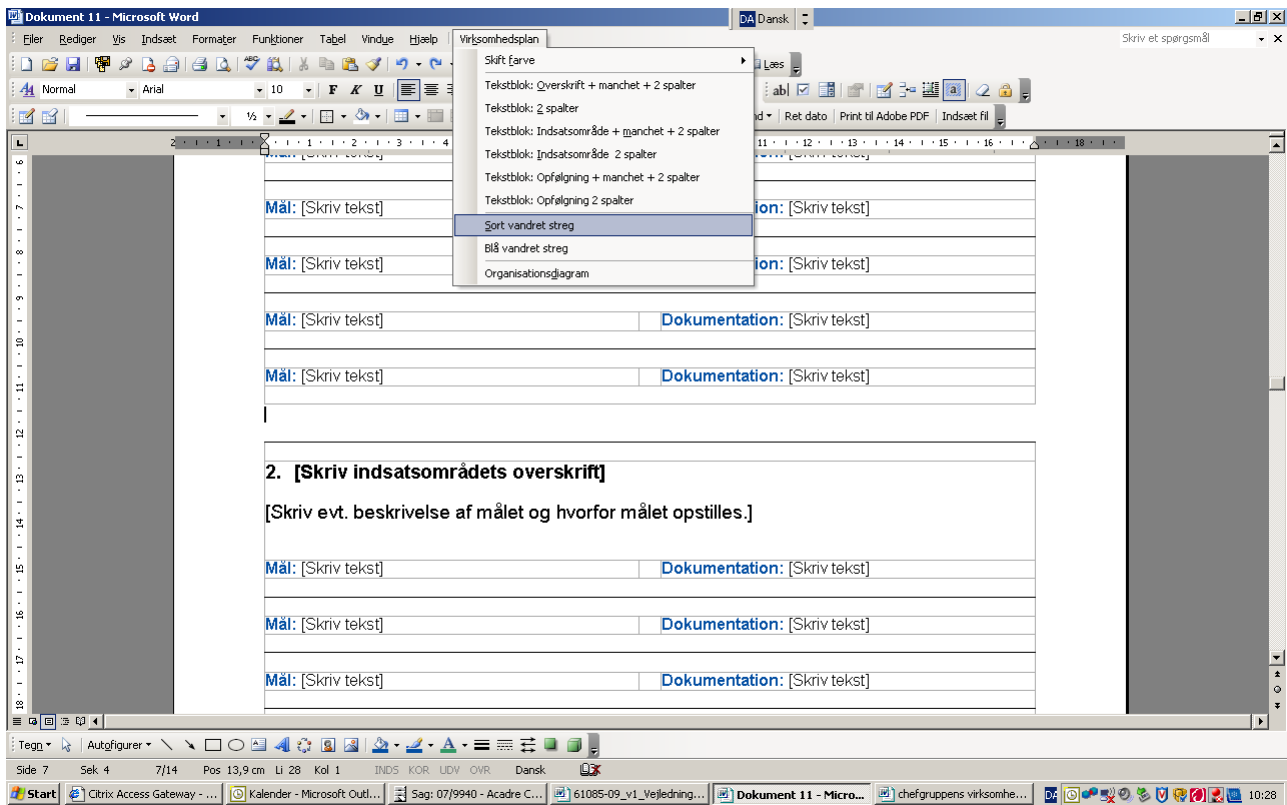 Dokument 11 - Microsoft Word
DA Dansk
Filer Rediger Vis Indsæt Formater Funktioner Tabel Vindue Hjælp Virksomhedsplan
Skriv et spørgsmål
Skift farve
Læs
Normal Arial 10 F K U
Tekstblok: Overskrift + manchet + 2 spalter
Tekstblok: 2 spalter
½
Ret dato Print til Adobe PDF Indsæt fil
Tekstblok: Indsatsområde + manchet + 2 spalter
Tekstblok: Indsatsområde 2 spalter
Tekstblok: Opfølgning + manchet + 2 spalter
Tekstblok: Opfølgning 2 spalter
Sort vandret streg
Blå vandret streg
Organisationsdiagram
Mål: [Skriv tekst] ion: [Skriv tekst]
Mål: [Skriv tekst] ion: [Skriv tekst]
Mål: [Skriv tekst] Dokumentation: [Skriv tekst]
Mål: [Skriv tekst] Dokumentation: [Skriv tekst]
2. [Skriv indsatsområdets overskrift]
[Skriv evt. beskrivelse af målet og hvorfor målet opstilles.]
Mål: [Skriv tekst] Dokumentation: [Skriv tekst]
Mål: [Skriv tekst] Dokumentation: [Skriv tekst]
Mål: [Skriv tekst] Dokumentation: [Skriv tekst]
Tegn Autofigurer
Side 7 Sek 4 7/14 Pos 13,9 cm Li 28 Kol 1 INDS KOR UDV OVR Dansk
Start Citrix Access Gateway - ... Kalender - Microsoft Outl... Sag: 07/9940 - Acadre C... 61085-09_v1_Vejledning... Dokument 11 - Micro... chefgruppens virksomhe... DA 10:28